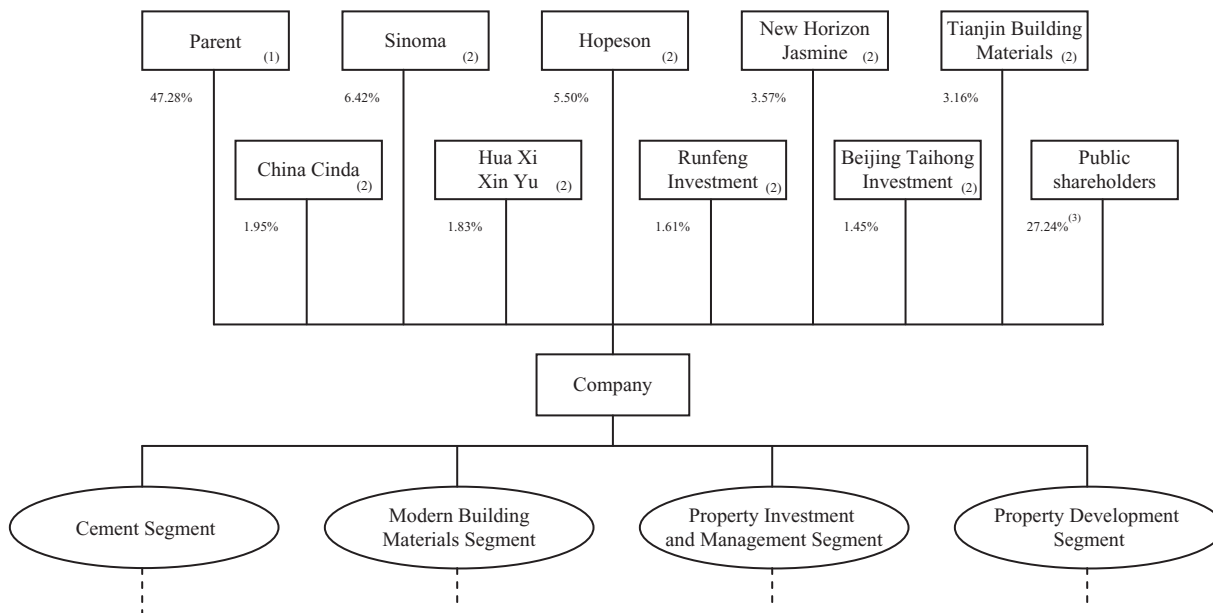 Parent
(1)
Sinoma
(2)
Hopeson
(2)
New Horizon
Jasmine (2)
Tianjin Building
Materials (2)
47.28%
6.42%
5.50%
3.57%
3.16%
China Cinda
(2)
Hua Xi
Xin Yu (2)
Runfeng
Investment (2)
Beijing Taihong
Investment (2)
Public
shareholders
1.95%
1.83%
1.61%
1.45%
27.24%(3)
Company
Cement Segment
Modern Building
Materials Segment
Property Investment
and Management Segment
Property Development
Segment